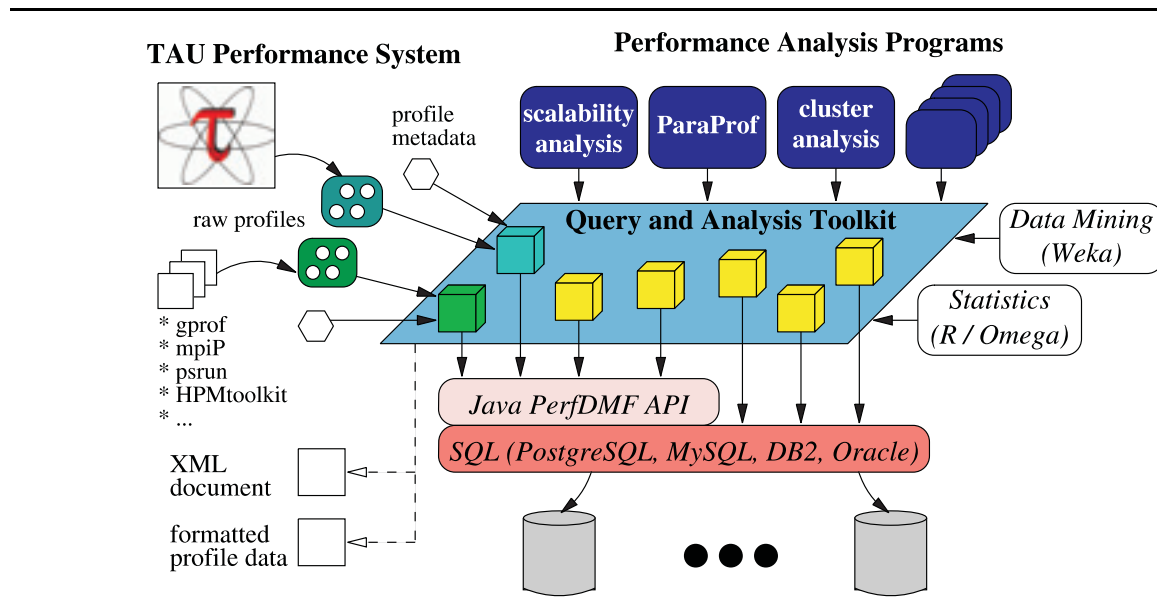 TAU Performance System
Performance Analysis Programs
τ
profile
metadata
scalability
analysis
ParaProf
cluster
analysis
raw profiles
Query and Analysis Toolkit
Data Mining
(Weka)
Statistics
(R / Omega)
* gprof
* mpiP
* psrun
* HPMtoolkit
* ...
Java PerfDMF API
SQL (PostgreSQL, MySQL, DB2, Oracle)
XML
document
formatted
profile data